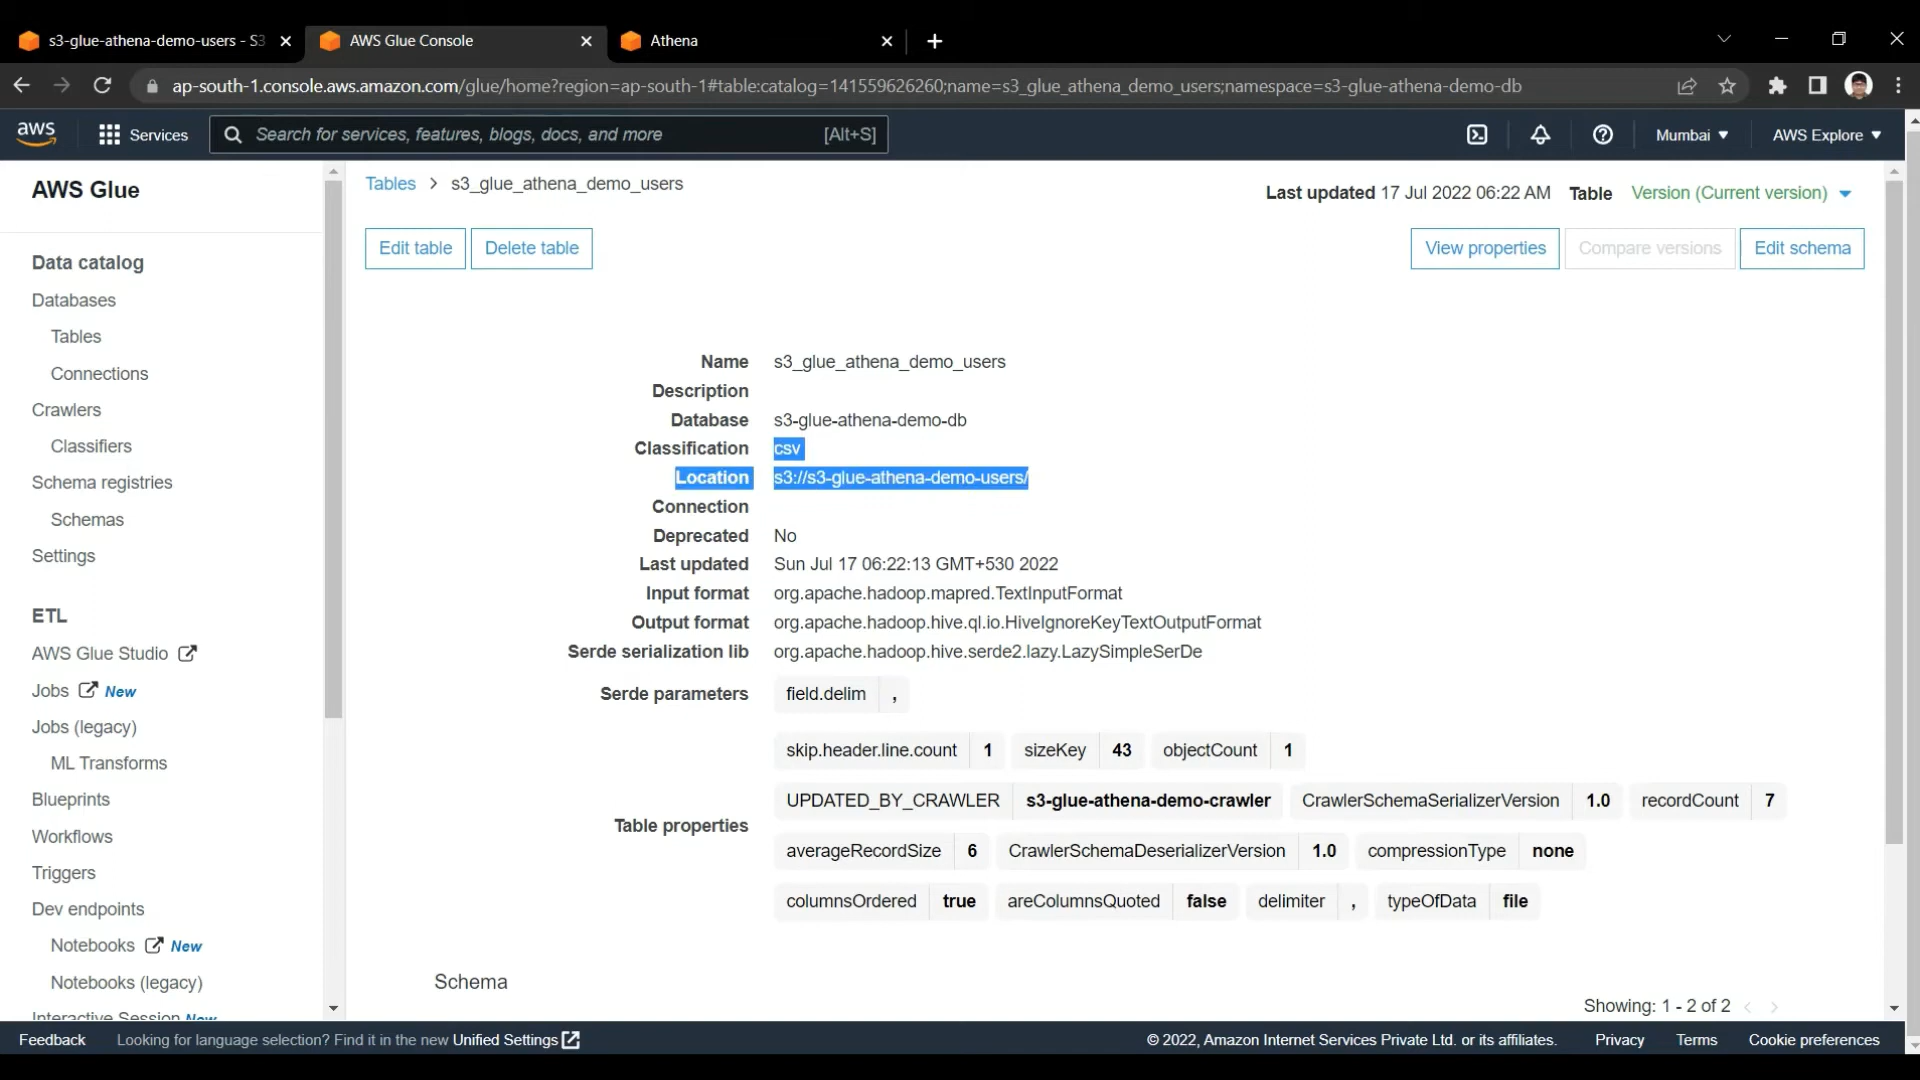 s3-glue-athena-demo-users - S3
AWS Glue Console
Athena
ap-south-1.console.aws.amazon.com/glue/home?region=ap-south-1#table:catalog=141559626260;name=s3_glue_athena_demo_users;namespace=s3-glue-athena-demo-db
aws
Services
Search for services, features, blogs, docs, and more
[Alt+S]
Mumbai
AWS Explore
AWS Glue
Data catalog
Databases
Tables
Connections
Crawlers
Classifiers
Schema registries
Schemas
Settings
ETL
AWS Glue Studio
Jobs New
Jobs (legacy)
ML Transforms
Blueprints
Workflows
Triggers
Dev endpoints
Notebooks New
Notebooks (legacy)
Interactive Session New
Tables > s3_glue_athena_demo_users
Last updated 17 Jul 2022 06:22 AM Table Version (Current version)
Edit table
Delete table
View properties
Compare versions
Edit schema
Name s3_glue_athena_demo_users
Description
Database s3-glue-athena-demo-db
Classification csv
Location s3://s3-glue-athena-demo-users/
Connection
Deprecated No
Last updated Sun Jul 17 06:22:13 GMT+530 2022
Input format org.apache.hadoop.mapred.TextInputFormat
Output format org.apache.hadoop.hive.ql.io.HiveIgnoreKeyTextOutputFormat
Serde serialization lib org.apache.hadoop.hive.serde2.lazy.LazySimpleSerDe
Serde parameters field.delim ,
Table properties
skip.header.line.count 1 sizeKey 43 objectCount 1
UPDATED_BY_CRAWLER s3-glue-athena-demo-crawler CrawlerSchemaSerializerVersion 1.0 recordCount 7
averageRecordSize 6 CrawlerSchemaDeserializerVersion 1.0 compressionType none
columnsOrdered true areColumnsQuoted false delimiter , typeOfData file
Schema
Showing: 1 - 2 of 2
Feedback
Looking for language selection? Find it in the new Unified Settings
© 2022, Amazon Internet Services Private Ltd. or its affiliates.
Privacy
Terms
Cookie preferences